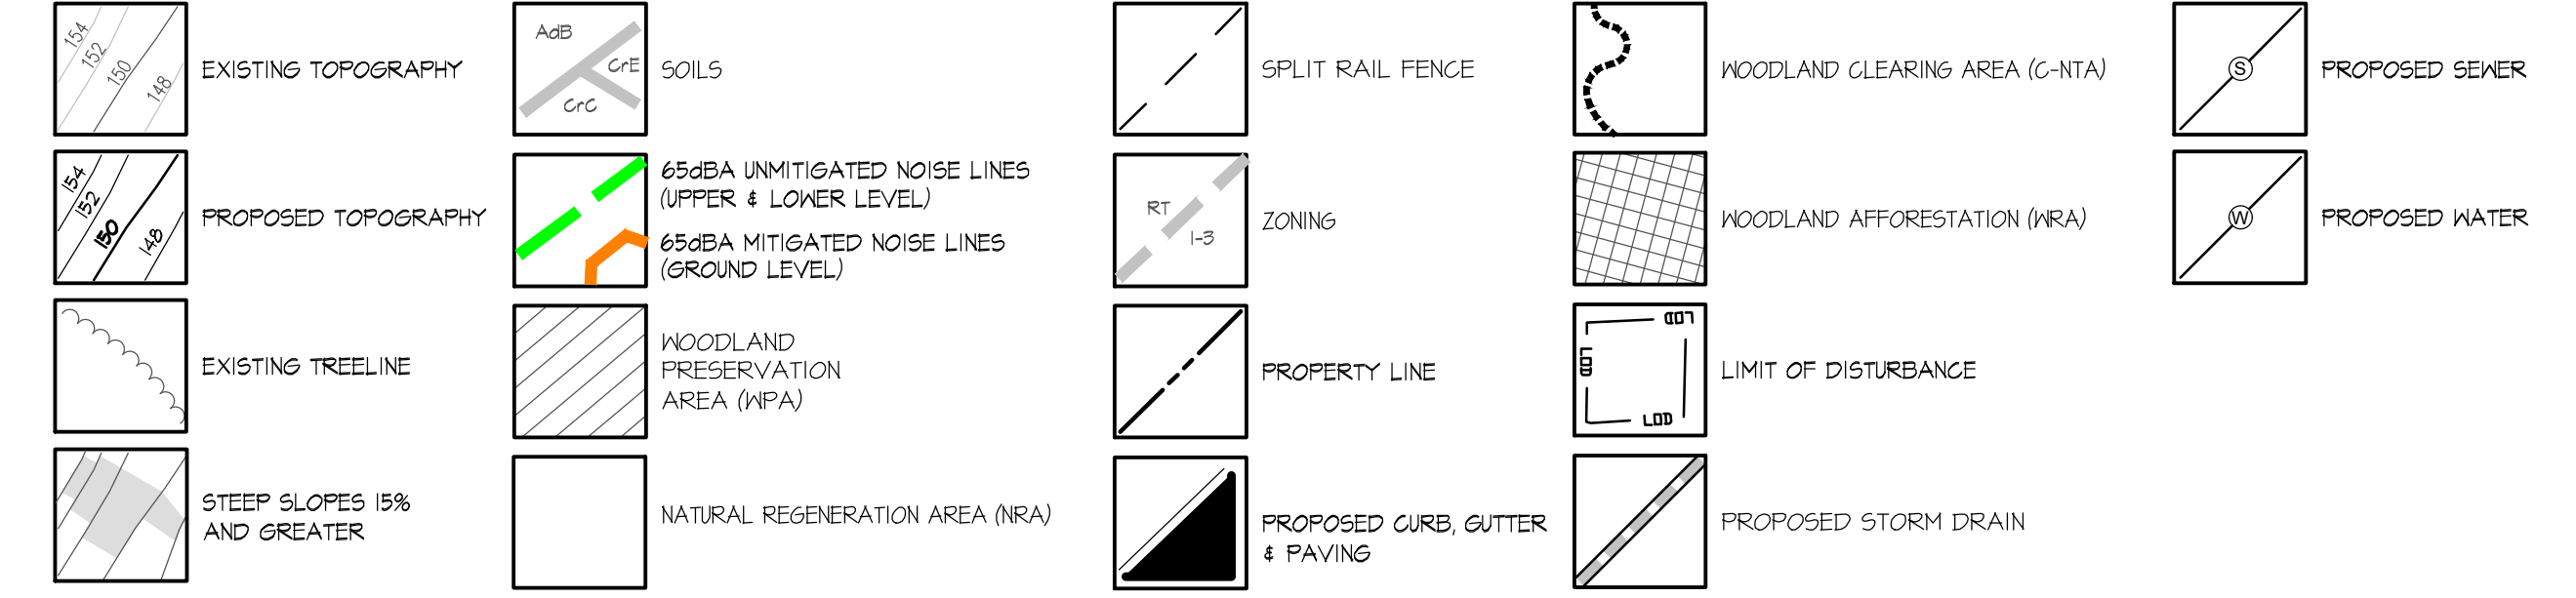 154
152
150
148
EXISTING TOPOGRAPHY
154
152
150
148
PROPOSED TOPOGRAPHY
EXISTING TREELINE
STEEP SLOPES 15%
AND GREATER
AdB
CrE
CrC
SOILS
65dBA UNMITIGATED NOISE LINES
(UPPER & LOWER LEVEL)
65dBA MITIGATED NOISE LINES
(GROUND LEVEL)
WOODLAND
PRESERVATION
AREA (WPA)
NATURAL REGENERATION AREA (NRA)
SPLIT RAIL FENCE
RT
I-3
ZONING
PROPERTY LINE
PROPOSED CURB, GUTTER
& PAVING
WOODLAND CLEARING AREA (C-NTA)
WOODLAND AFFORESTATION (WRA)
LOD
LOD
LOD
LIMIT OF DISTURBANCE
PROPOSED STORM DRAIN
S
PROPOSED SEWER
W
PROPOSED WATER